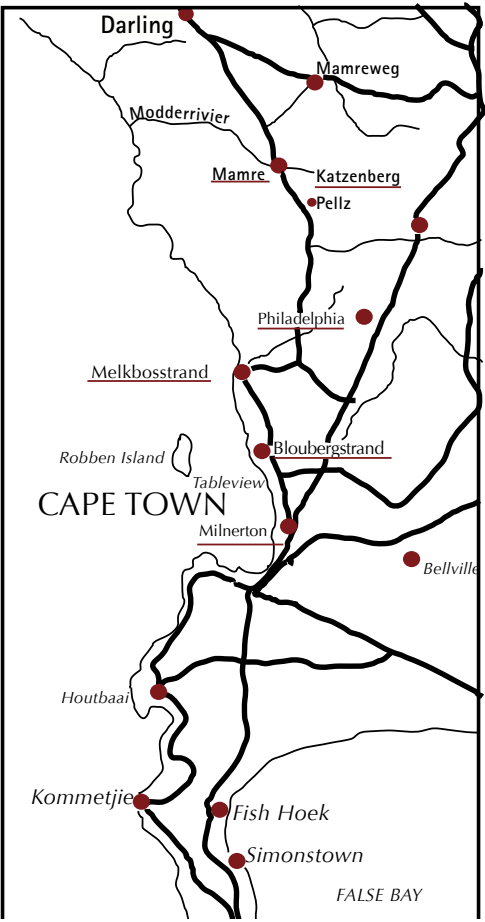 Darling
Mamreweg
Modderrivier
Mamre
Katzenberg
Pellz
Philadelphia
Melkbosstrand
Bloubergstrand
Robben Island
Tableview
CAPE TOWN
Milnerton
Bellville
Houtbaai
Kommetjie
Fish Hoek
Simonstown
FALSE BAY